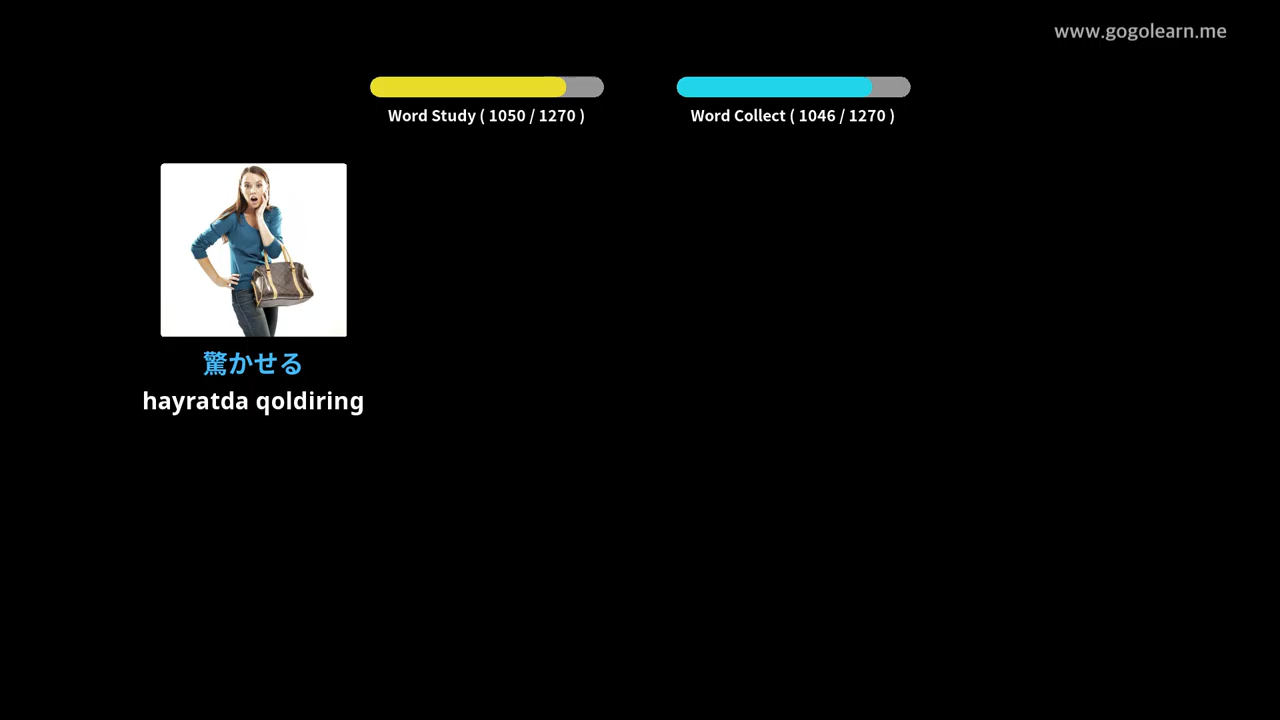 www.gogolearn.me
Word Study ( 1050 / 1270 )
Word Collect ( 1046 / 1270 )
驚かせる
hayratda qoldiring